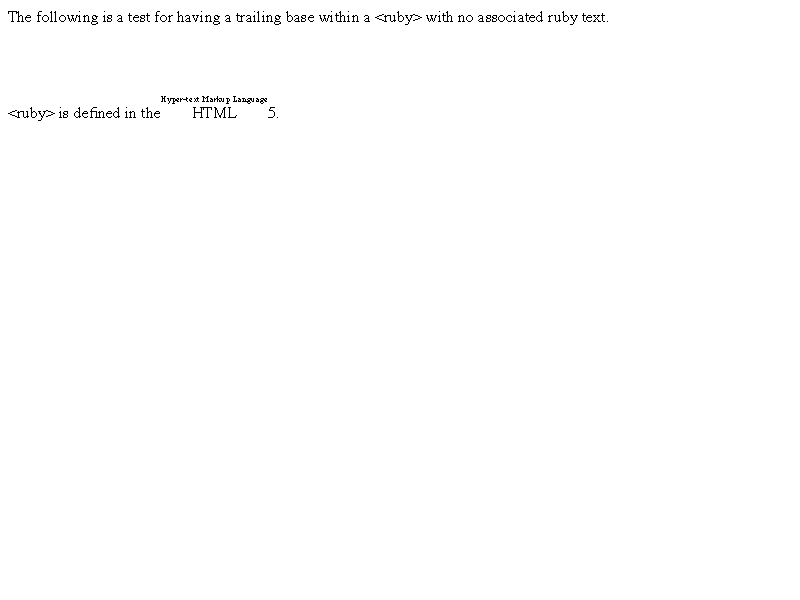 The following is a test for having a trailing base within a <ruby> with no associated ruby text.
Hyper-text Markup Language
<ruby> is defined in the HTML 5.